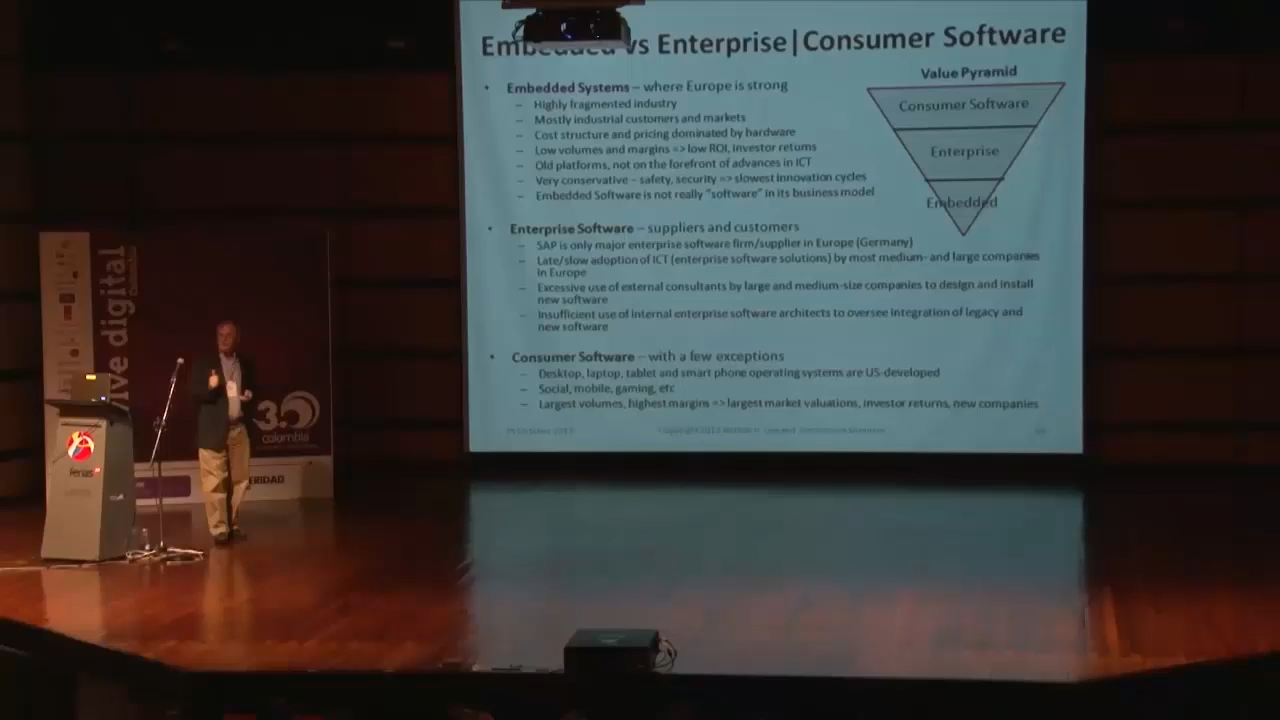 Embedded vs Enterprise|Consumer Software
Value Pyramid
Consumer Software
Enterprise
Embedded
• Embedded Systems – where Europe is strong
– Highly fragmented industry
– Mostly industrial customers and markets
– Cost structure and pricing dominated by hardware
– Low volumes and margins => low ROI, investor returns
– Old platforms, not on the forefront of advances in ICT
– Very conservative – safety, security => slowest innovation cycles
– Embedded Software is not really "software" in its business model
• Enterprise Software – suppliers and customers
– SAP is only major enterprise software firm/supplier in Europe (Germany)
– Late/slow adoption of ICT (enterprise software solutions) by most medium- and large companies
in Europe
– Excessive use of external consultants by large and medium-size companies to design and install
new software
– Insufficient use of internal enterprise software architects to oversee integration of legacy and
new software
• Consumer Software – with a few exceptions
– Desktop, laptop, tablet and smart phone operating systems are US-developed
– Social, mobile, gaming, etc
– Largest volumes, highest margins => largest market valuations, investor returns, new companies
ive digital
3.0
colombia
ERIDAD
ferias